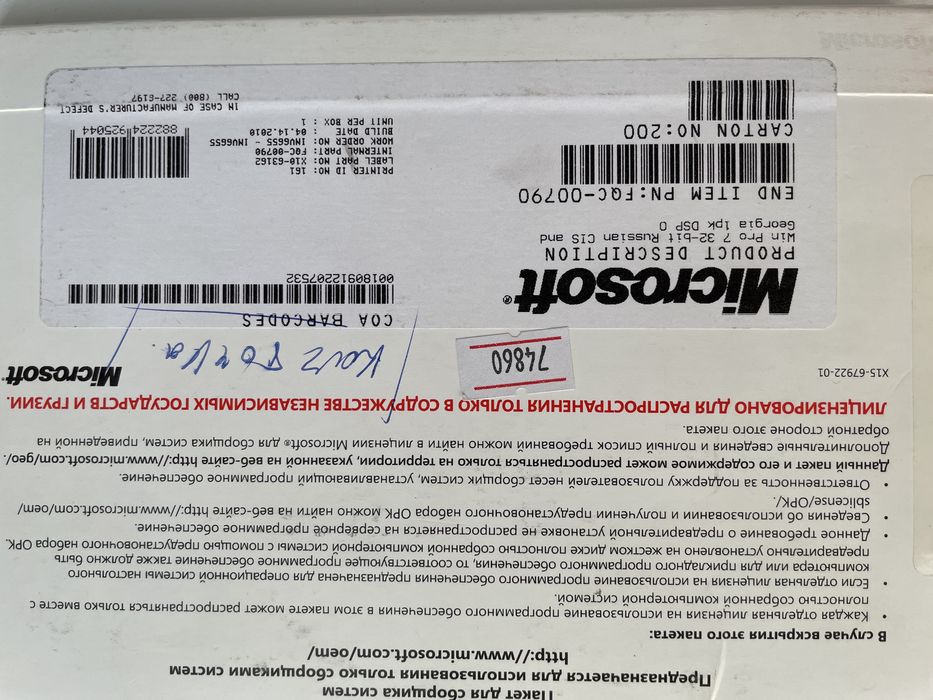 Пакет для сборщиков систем
Предназначается для использования только сборщиками систем
http://www.microsoft.com/oem/
В случае вскрытия этого пакета:
• Каждая отдельная лицензия на использование программного обеспечения в этом пакете может распространяться только вместе с
полностью собранной компьютерной системой.
• Если отдельная лицензия на использование программного обеспечения предназначена для операционной системы настольного
компьютера или для прикладного программного обеспечения, то соответствующее программное обеспечение также должно быть
предварительно установлено на жестком диске полностью собранной компьютерной системы с помощью предустановочного набора OPK.
• Данное требование о предварительной установке не распространяется на серверное программное обеспечение.
• Сведения об использовании и получении предустановочного набора OPK можно найти на веб-сайте http://www.microsoft.com/oem/
sblicense/OPK/.
• Ответственность за поддержку пользователей несет сборщик систем, устанавливающий программное обеспечение.
Данный пакет и его содержимое может распространяться только на территории, указанной на веб-сайте http://www.microsoft.com/oem/geo/.
Дополнительные сведения и полный список требований можно найти в лицензии Microsoft® для сборщика систем, приведенной на
обратной стороне этого пакета.
ЛИЦЕНЗИРОВАНО ДЛЯ РАСПРОСТРАНЕНИЯ ТОЛЬКО В СОДРУЖЕСТВЕ НЕЗАВИСИМЫХ ГОСУДАРСТВ И ГРУЗИИ.
X15-67922-01
Microsoft
74860
Microsoft®
PRODUCT DESCRIPTION
Win Pro 7 32-bit Russian CIS and
Georgia 1pk DSP O
END ITEM PN:FQC-00790
CARTON NO:200
COA BARCODES
001809122207532
PRINTER ID NO: 161
LABEL PART NO: X10-63162
INTERNAL PART: FQC-00790
WORK ORDER NO: INV66SS - INV66SS
BUILD DATE : 04.14.2010
UNIT PER BOX : 1
882224 925044
IN CASE OF MANUFACTURER'S DEFECT
CALL (800) 227-6197
Microsoft